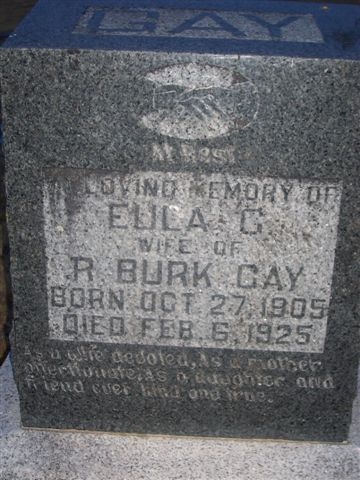 GAY
At Rest
IN LOVING MEMORY OF
EULA G.
WIFE OF
R. BURK GAY
BORN OCT. 27, 1905
DIED FEB. 6, 1925
As a wife devoted, As a mother
affectionate, As a daughter and
friend ever kind and true.